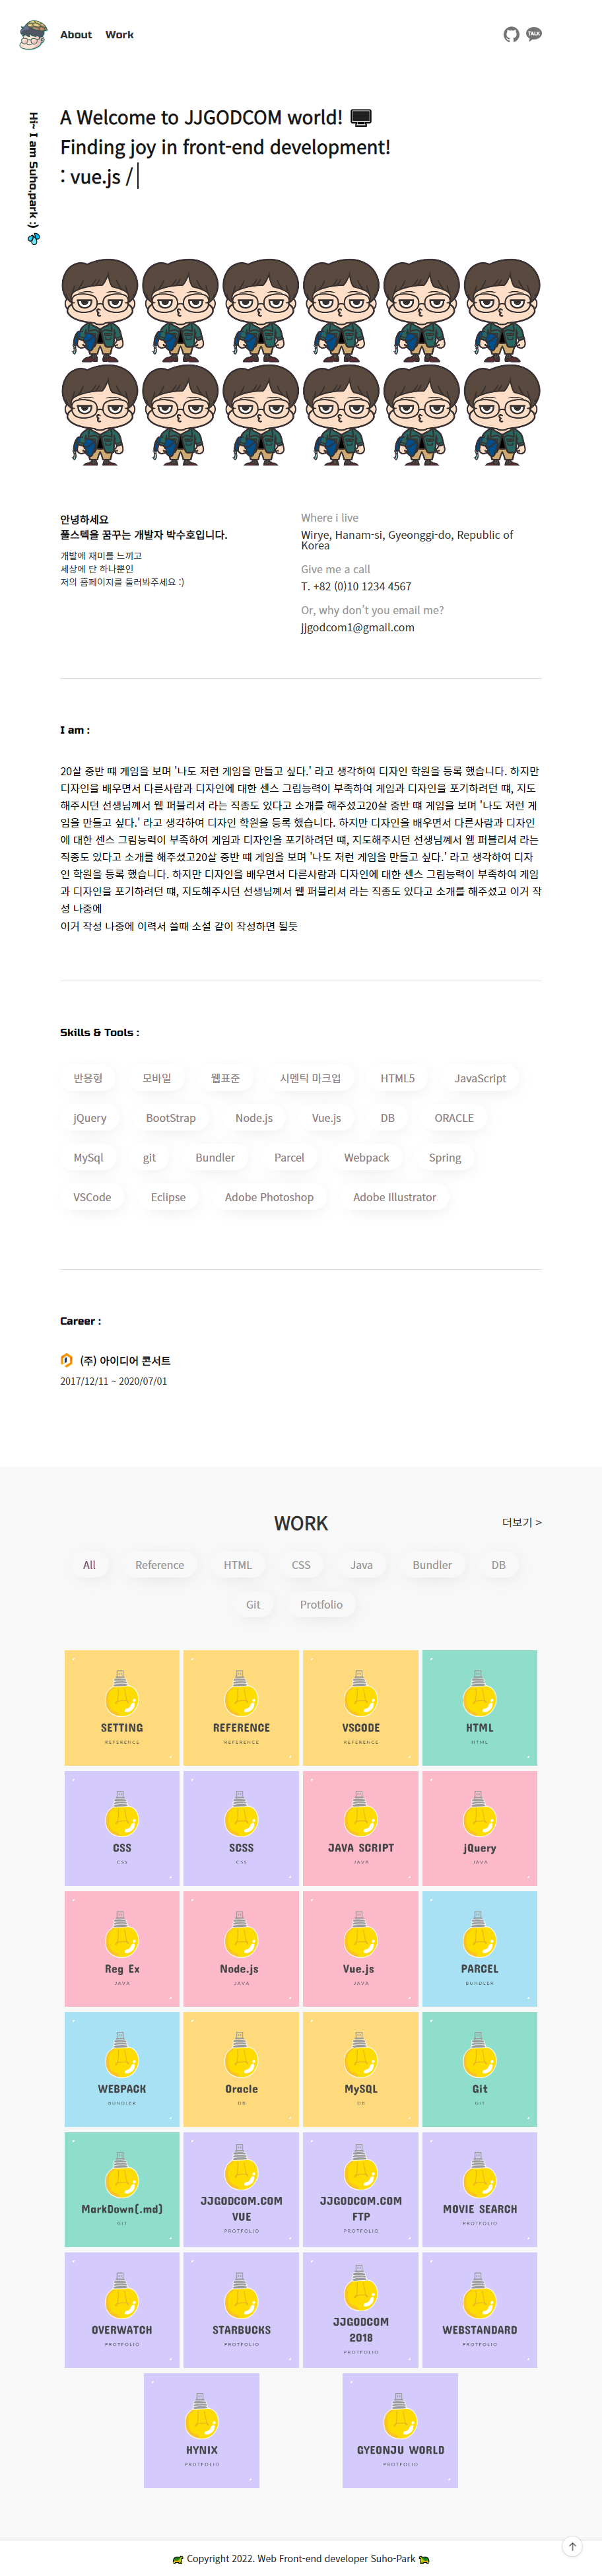 About Work
TALK
Hi~ I am Suho.park :)
A Welcome to JJGODCOM world!
Finding joy in front-end development!
: vue.js /
안녕하세요
풀스텍을 꿈꾸는 개발자 박수호입니다.
개발에 재미를 느끼고
세상에 단 하나뿐인
저의 홈페이지를 둘러봐주세요 :)
Where i live
Wirye, Hanam-si, Gyeonggi-do, Republic of
Korea
Give me a call
T. +82 (0)10 1234 4567
Or, why don't you email me?
jjgodcom1@gmail.com
I am :
20살 중반 떄 게임을 보며 '나도 저런 게임을 만들고 싶다.' 라고 생각하여 디자인 학원을 등록 했습니다. 하지만
디자인을 배우면서 다른사람과 디자인에 대한 센스 그림능력이 부족하여 게임과 디자인을 포기하려던 떄, 지도
해주시던 선생님께서 웹 퍼블리셔 라는 직종도 있다고 소개를 해주셨고20살 중반 떄 게임을 보며 '나도 저런 게
임을 만들고 싶다.' 라고 생각하여 디자인 학원을 등록 했습니다. 하지만 디자인을 배우면서 다른사람과 디자인
에 대한 센스 그림능력이 부족하여 게임과 디자인을 포기하려던 떄, 지도해주시던 선생님께서 웹 퍼블리셔 라는
직종도 있다고 소개를 해주셨고20살 중반 떄 게임을 보며 '나도 저런 게임을 만들고 싶다.' 라고 생각하여 디자
인 학원을 등록 했습니다. 하지만 디자인을 배우면서 다른사람과 디자인에 대한 센스 그림능력이 부족하여 게임
과 디자인을 포기하려던 떄, 지도해주시던 선생님께서 웹 퍼블리셔 라는 직종도 있다고 소개를 해주셨고 이거 작
성 나중에
이거 작성 나중에 이력서 쓸때 소설 같이 작성하면 될듯
Skills & Tools :
반응형 모바일 웹표준 시멘틱 마크업 HTML5 JavaScript
jQuery BootStrap Node.js Vue.js DB ORACLE
MySql git Bundler Parcel Webpack Spring
VSCode Eclipse Adobe Photoshop Adobe Illustrator
Career :
(주) 아이디어 콘서트
2017/12/11 ~ 2020/07/01
WORK
더보기 >
All Reference HTML CSS Java Bundler DB
Git Protfolio
SETTING REFERENCE VSCODE HTML
REFERENCE REFERENCE REFERENCE HTML
CSS SCSS JAVA SCRIPT jQuery
CSS CSS JAVA JAVA
Reg Ex Node.js Vue.js PARCEL
JAVA JAVA JAVA BUNDLER
WEBPACK Oracle MySQL Git
BUNDLER DB DB GIT
MarkDown(.md) JJGODCOM.COM VUE JJGODCOM.COM FTP MOVIE SEARCH
GIT PROTFOLIO PROTFOLIO PROTFOLIO
OVERWATCH STARBUCKS JJGODCOM 2018 WEBSTANDARD
PROTFOLIO PROTFOLIO PROTFOLIO PROTFOLIO
HYNIX GYEONJU WORLD
PROTFOLIO PROTFOLIO
Copyright 2022. Web Front-end developer Suho-Park